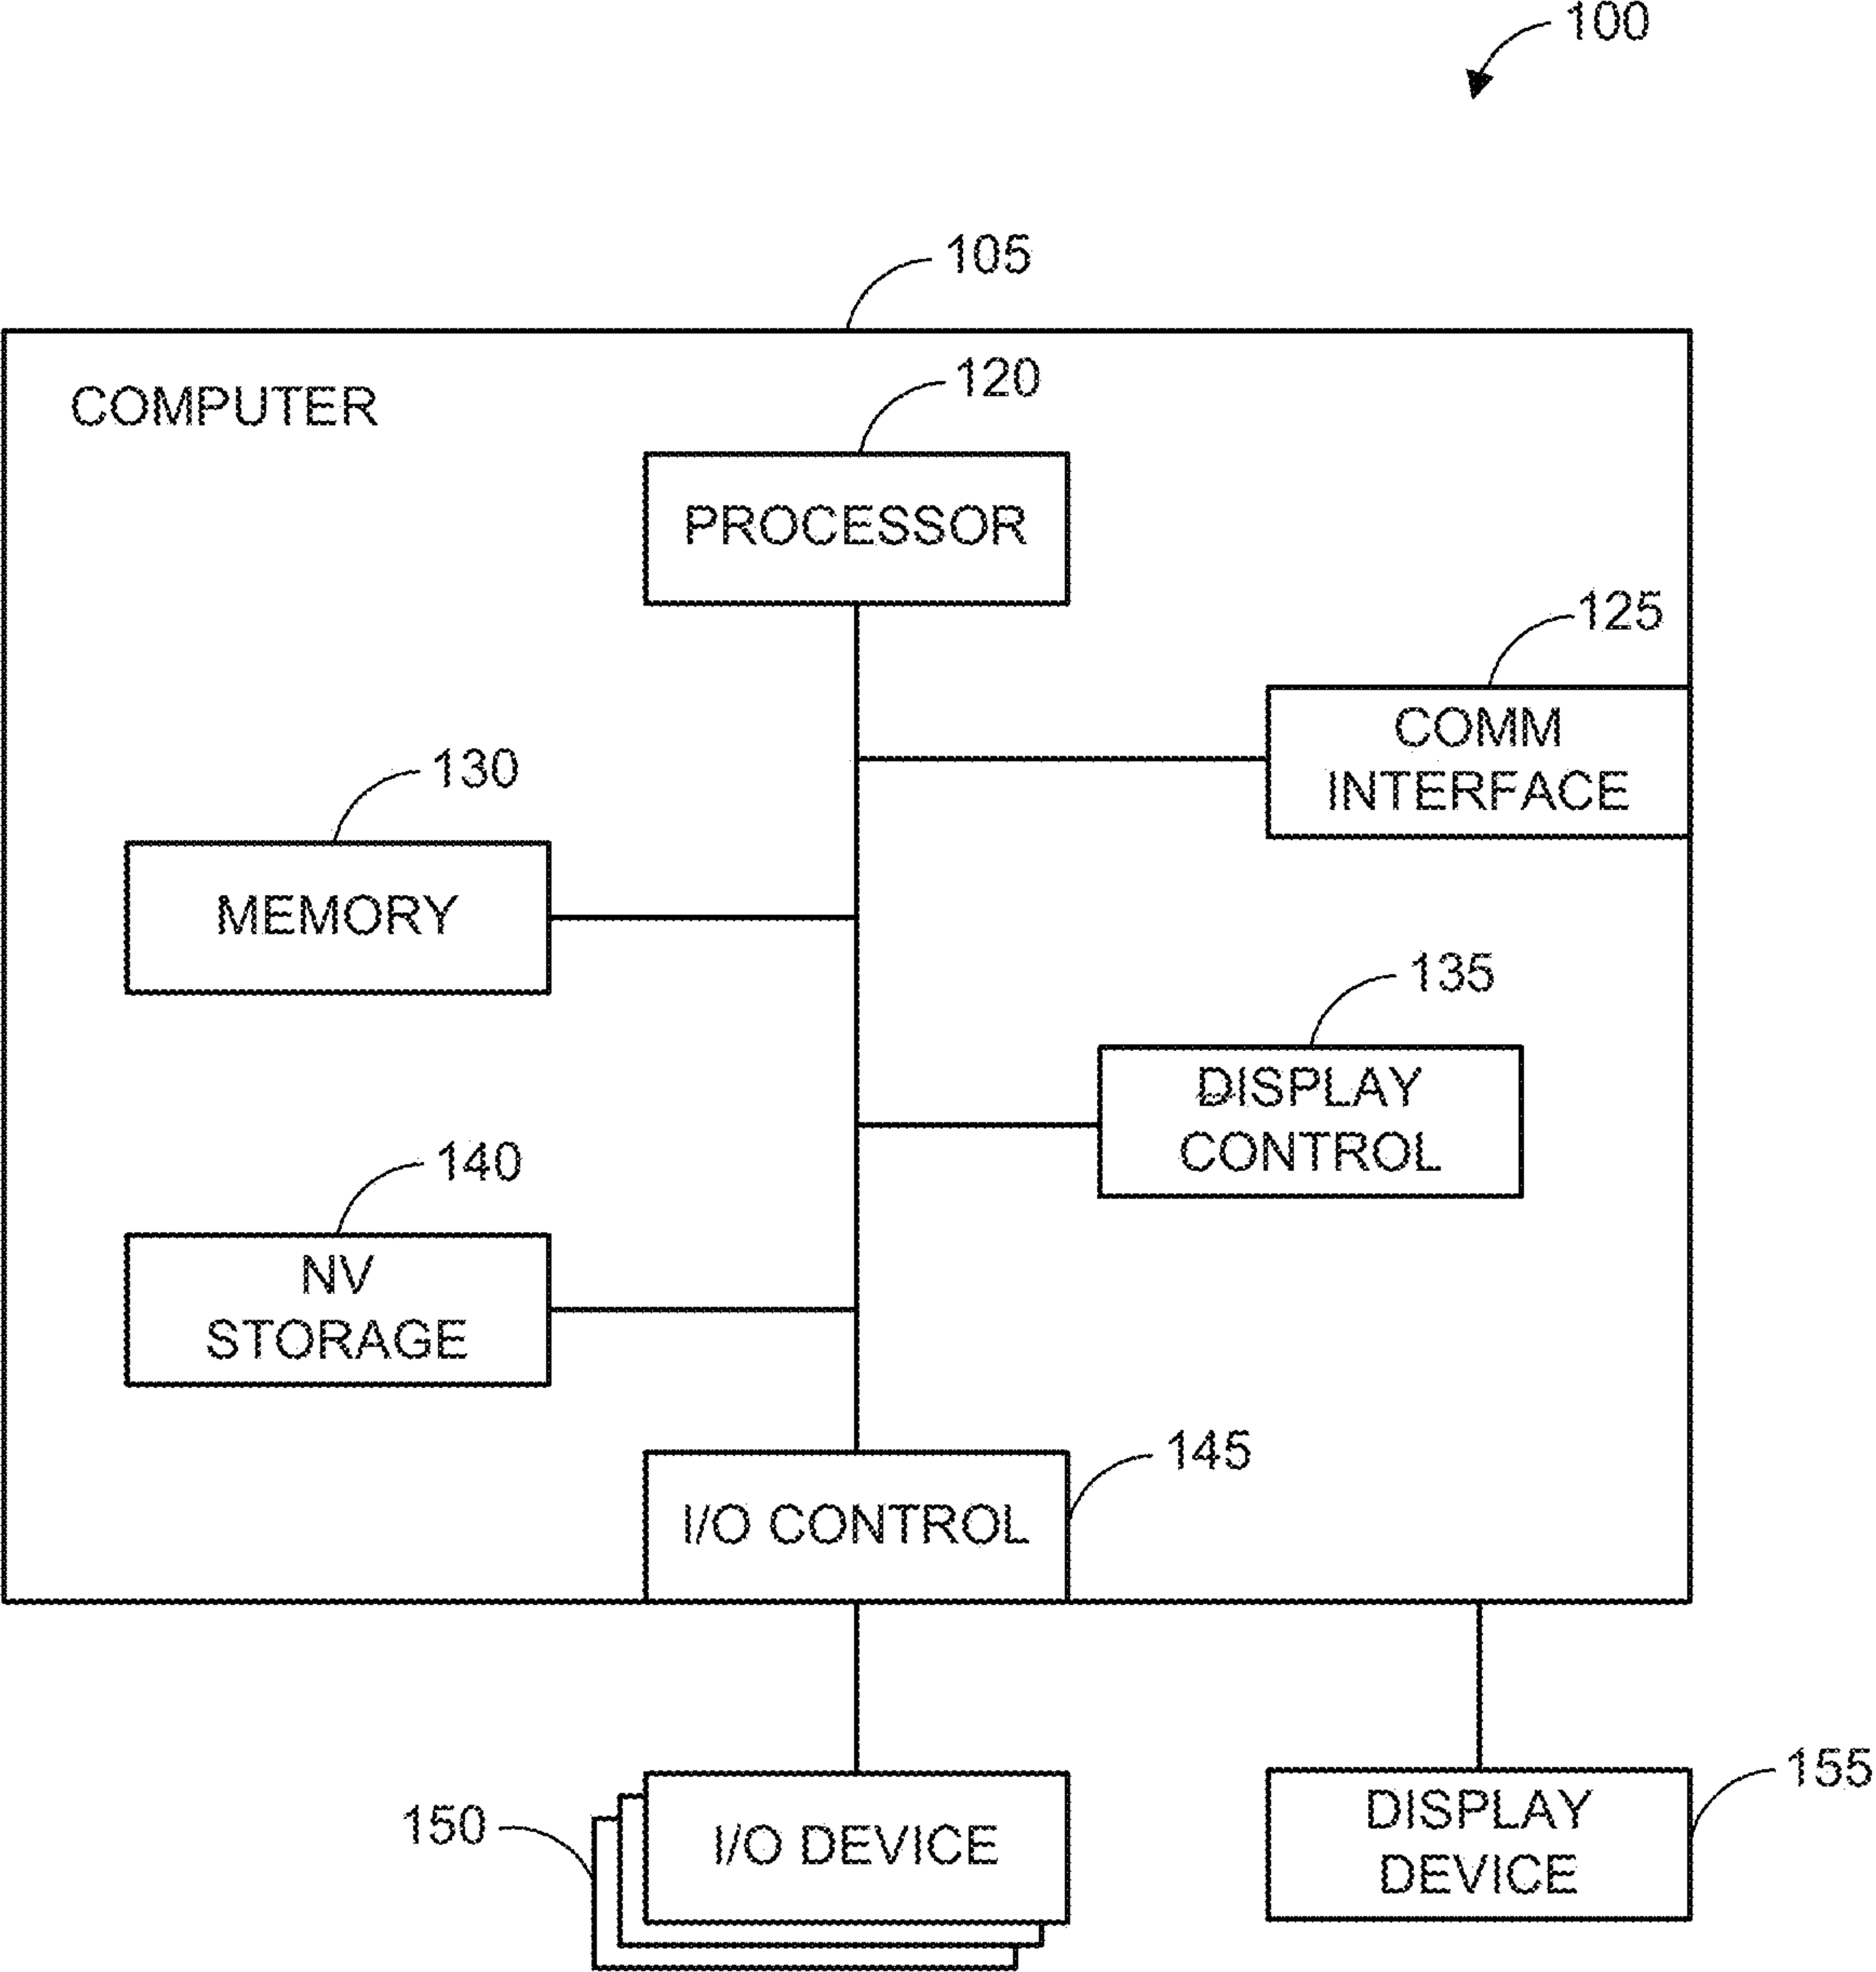 100
105
COMPUTER
120
PROCESSOR
125
COMM
INTERFACE
130
MEMORY
135
DISPLAY
CONTROL
140
NV
STORAGE
145
I/O CONTROL
150
I/O DEVICE
155
DISPLAY
DEVICE